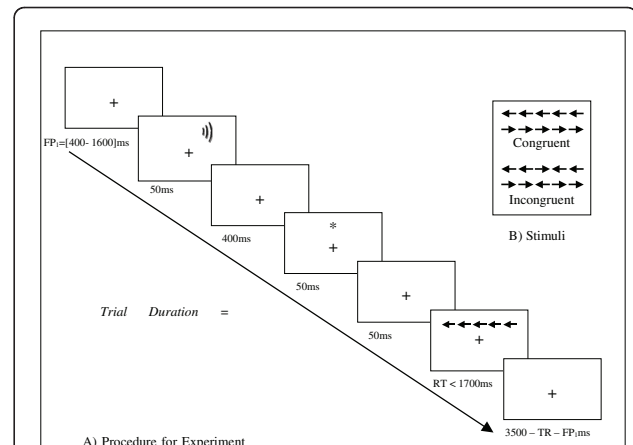 +
FP1=[400- 1600]ms
+
50ms
+
400ms
*
+
50ms
+
50ms
+
RT < 1700ms
+
3500 – TR – FP1ms
Trial Duration =
Congruent
Incongruent
B) Stimuli
A) Procedure for Experiment